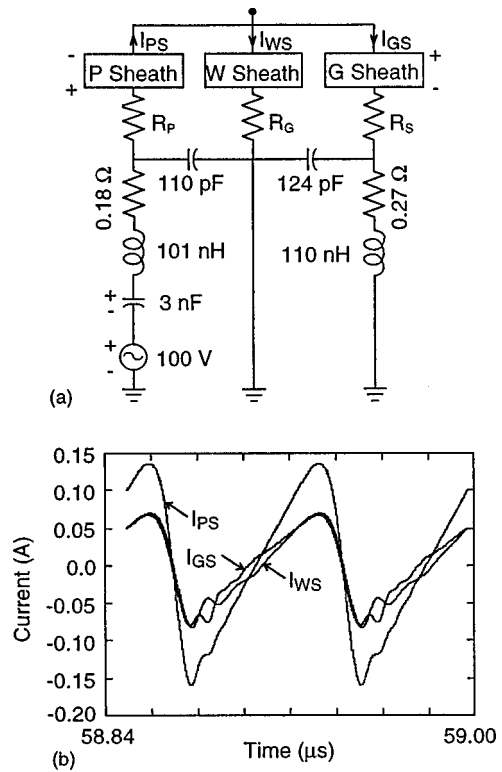 I_PS I_WS I_GS
- P Sheath W Sheath G Sheath +
+ -
R_P R_G R_S
110 pF 124 pF
0.18 Ω 0.27 Ω
101 nH 110 nH
+
- 3 nF
+
- 100 V
(a)
0.15
0.10
0.05
0.0
-0.05
-0.10
-0.15
-0.20
Current (A)
I_PS
I_GS
I_WS
58.84 59.00
Time (μs)
(b)